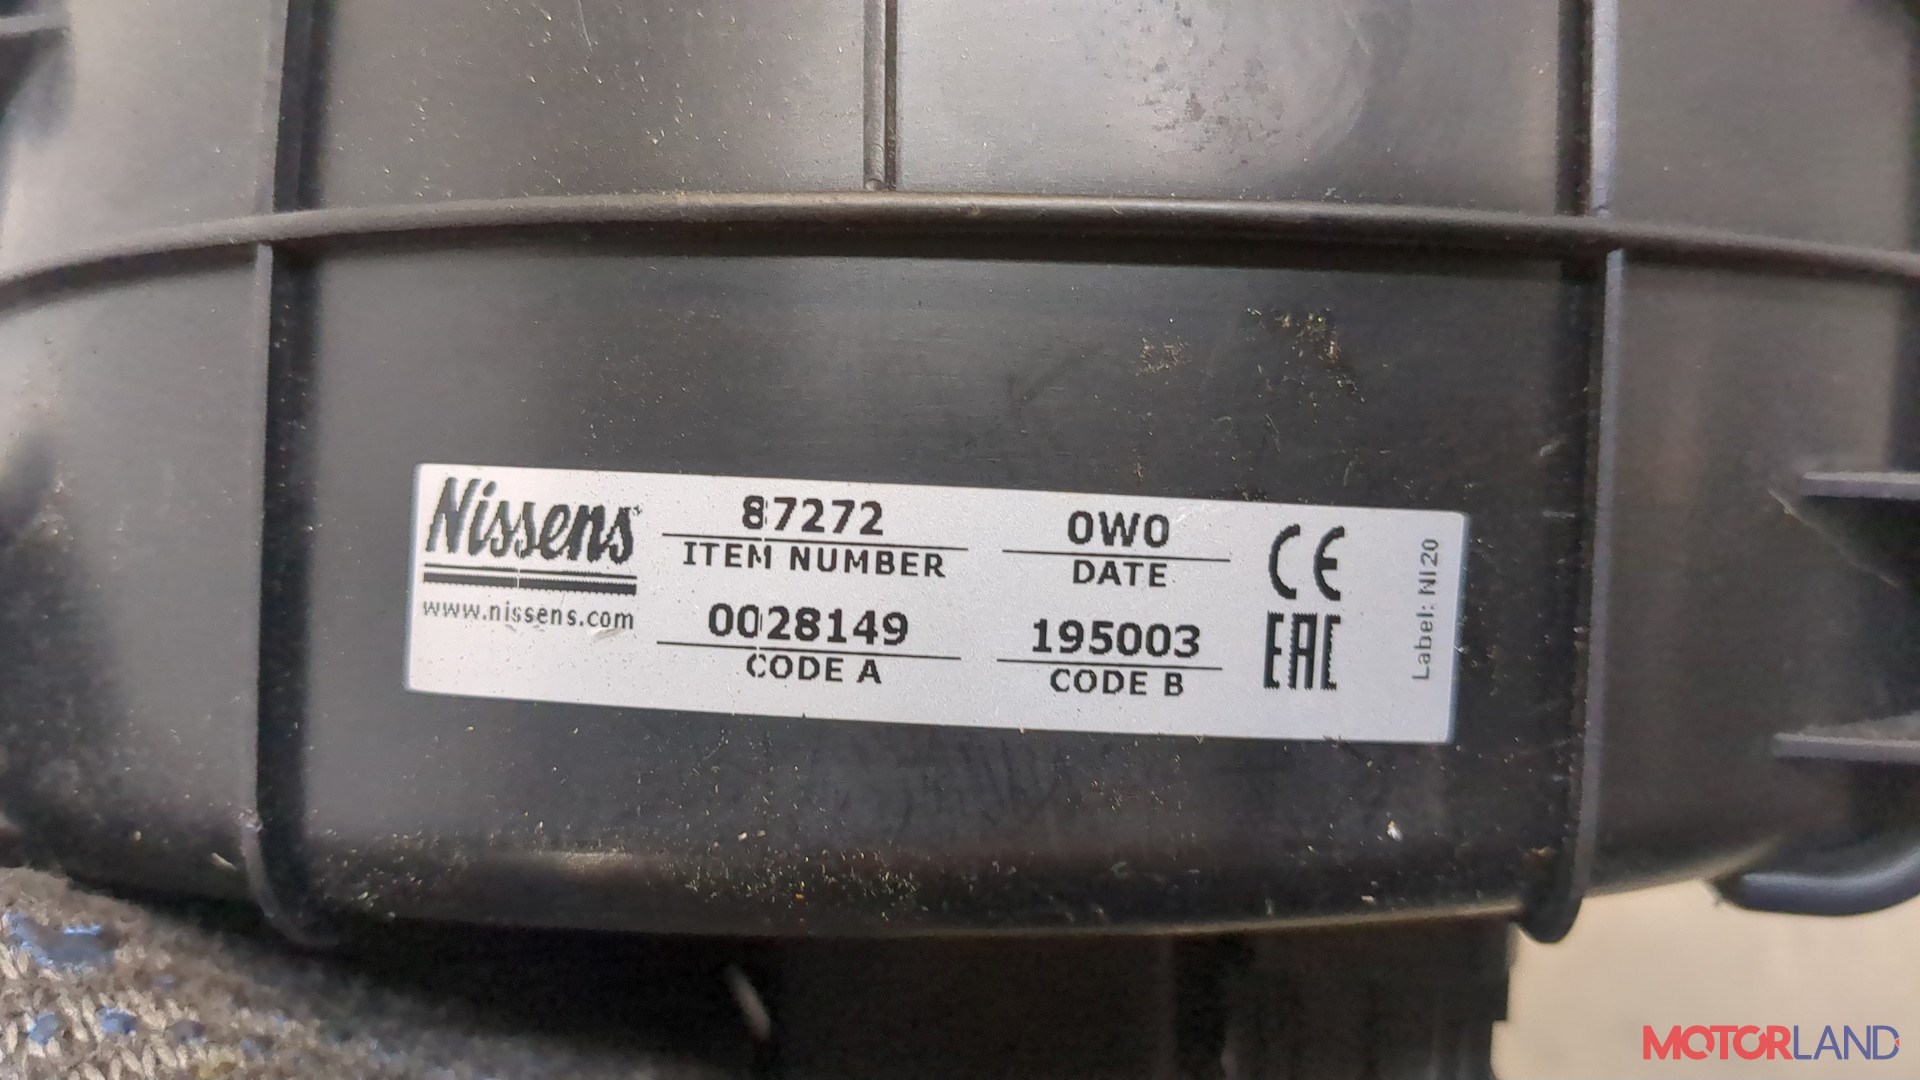 Nissens
www.nissens.com
87272
ITEM NUMBER
0028149
CODE A
0W0
DATE
195003
CODE B
CE
EAC
Label: NI20
MOTORLAND